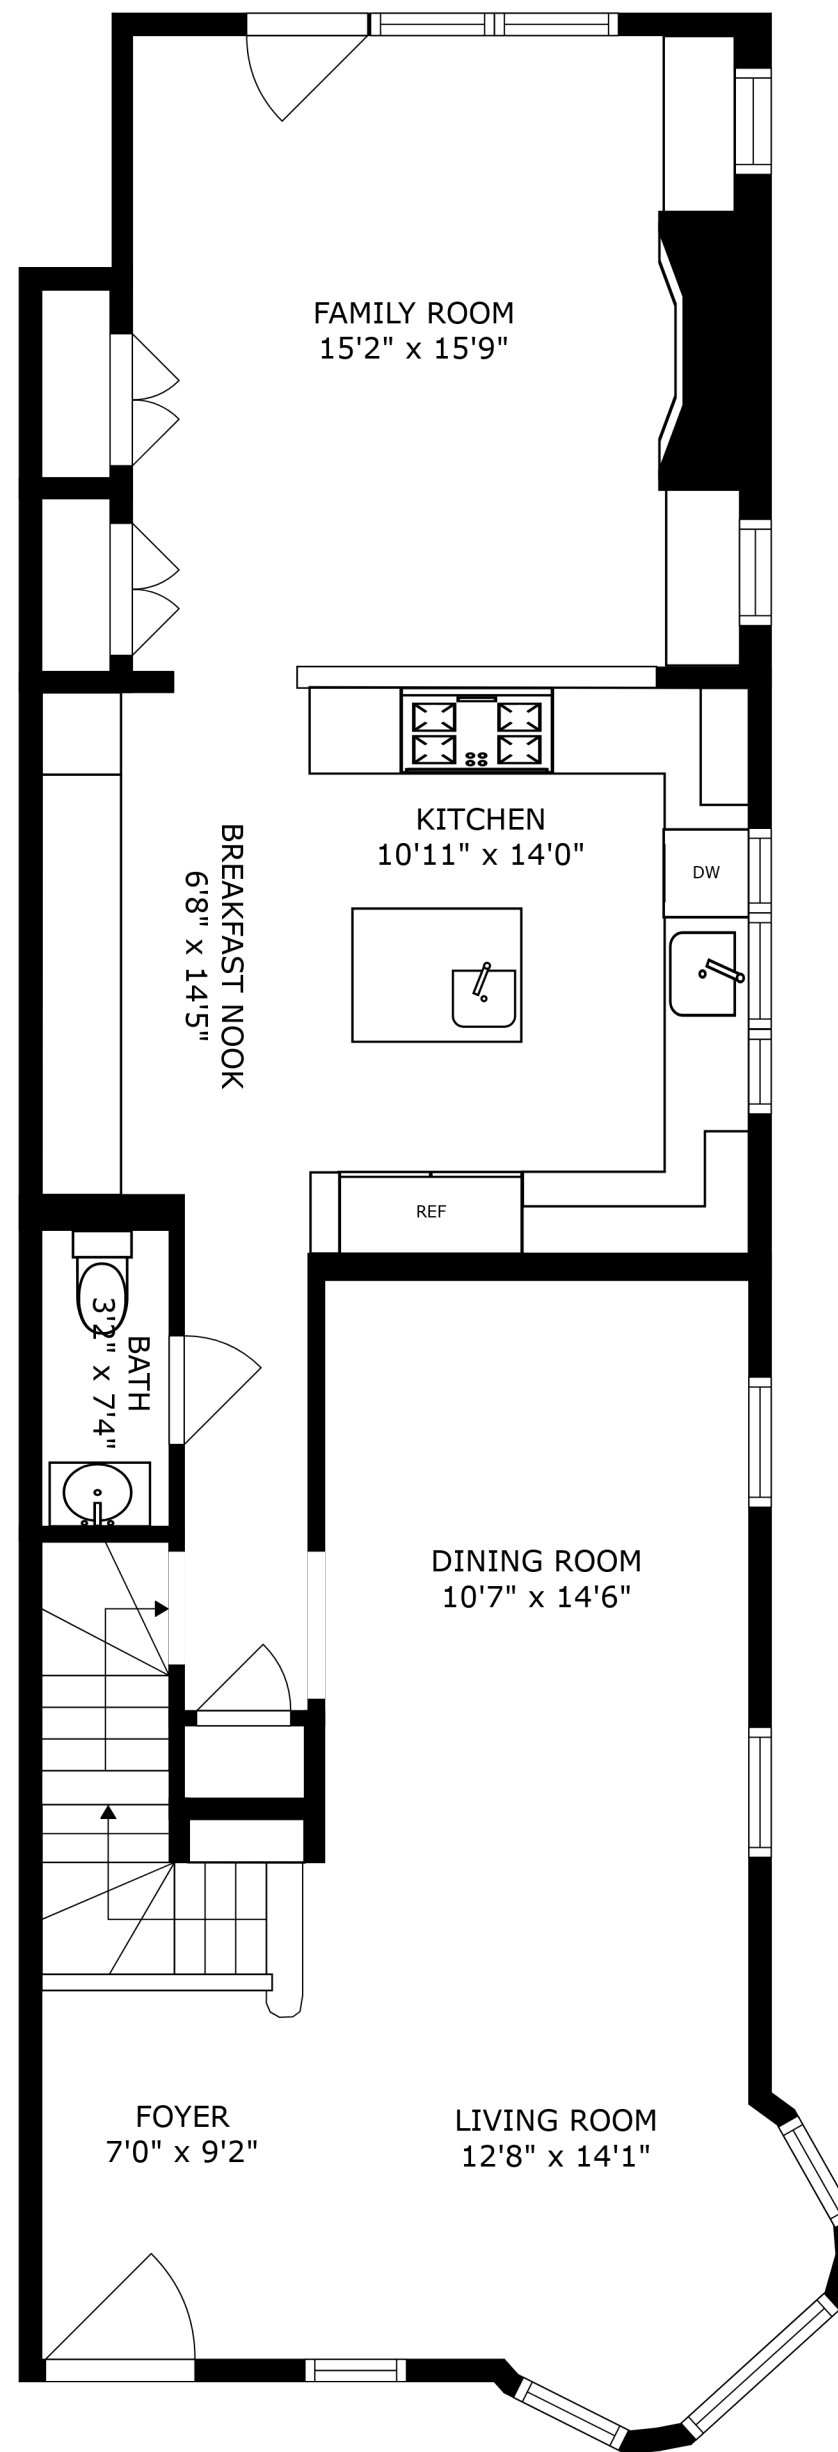 FAMILY ROOM
15'2" x 15'9"
KITCHEN
10'11" x 14'0"
DW
BREAKFAST NOOK
6'8" x 14'5"
REF
BATH
3'2" x 7'4"
DINING ROOM
10'7" x 14'6"
FOYER
7'0" x 9'2"
LIVING ROOM
12'8" x 14'1"